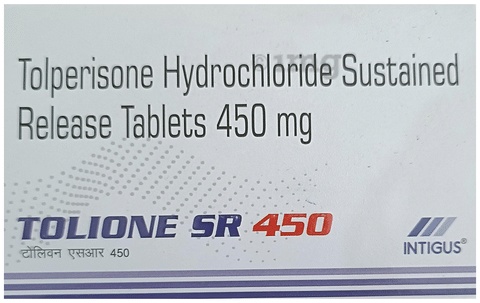 Tolperisone Hydrochloride Sustained
Release Tablets 450 mg
TOLIONE SR 450
टोलिवन एसआर 450
INTIGUS®